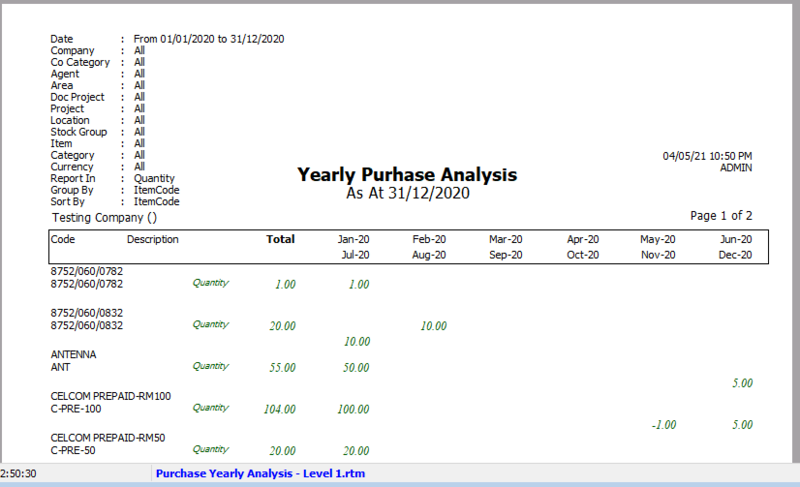 Date : From 01/01/2020 to 31/12/2020
Company : All
Co Category : All
Agent : All
Area : All
Doc Project : All
Project : All
Location : All
Stock Group : All
Item : All
Category : All
Currency : All
Report In : Quantity
Group By : ItemCode
Sort By : ItemCode
04/05/21 10:50 PM
ADMIN
Yearly Purhase Analysis
As At 31/12/2020
Testing Company ()
Page 1 of 2
Code Description Total Jan-20 Feb-20 Mar-20 Apr-20 May-20 Jun-20
Jul-20 Aug-20 Sep-20 Oct-20 Nov-20 Dec-20
8752/060/0782
8752/060/0782 Quantity 1.00 1.00
8752/060/0832
8752/060/0832 Quantity 20.00 10.00
10.00
ANTENNA
ANT Quantity 55.00 50.00
5.00
CELCOM PREPAID-RM100
C-PRE-100 Quantity 104.00 100.00
-1.00 5.00
CELCOM PREPAID-RM50
C-PRE-50 Quantity 20.00 20.00
2:50:30 Purchase Yearly Analysis - Level 1.rtm